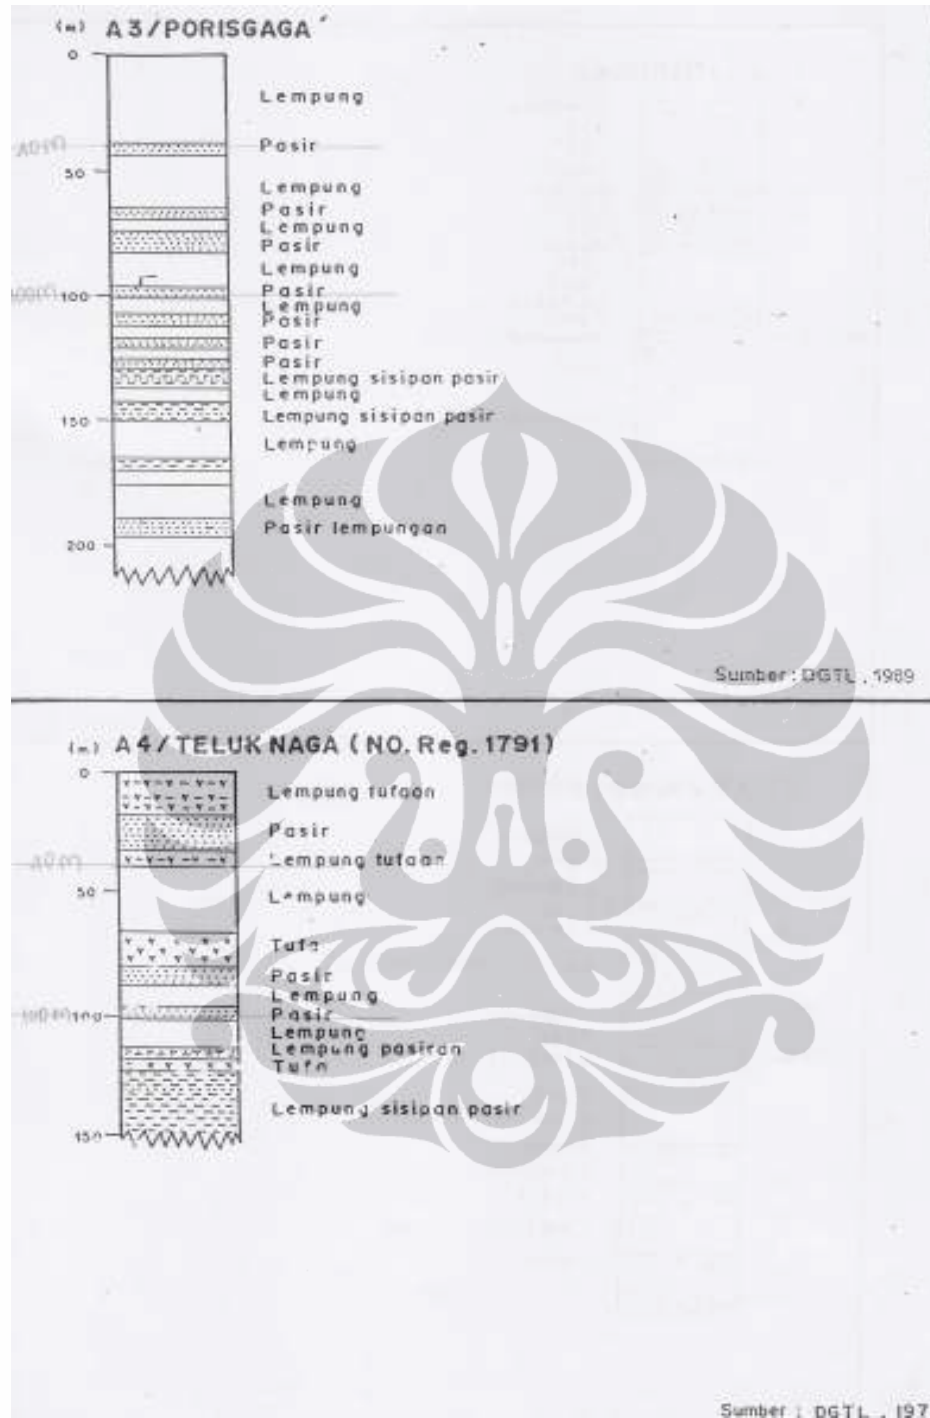 (m) A3/PORISGAGA
0
Lempung
Pasir
50
Lempung
Pasir
Lempung
Pasir
Lempung
100
Pasir
Lempung
Pasir
Pasir
Pasir
Lempung sisipan pasir
Lempung
150
Lempung sisipan pasir
Lempung
Lempung
Pasir lempungan
200
Sumber : DGTL . 1989
(m) A4/TELUK NAGA (NO. Reg. 1791)
0
Lempung tufaan
Pasir
Lempung tufaan
50
Lempung
Tufa
Pasir
Lempung
100
Pasir
Lempung
Lempung pasiran
Tufa
Lempung sisipan pasir
150
Sumber : DGTL . 197